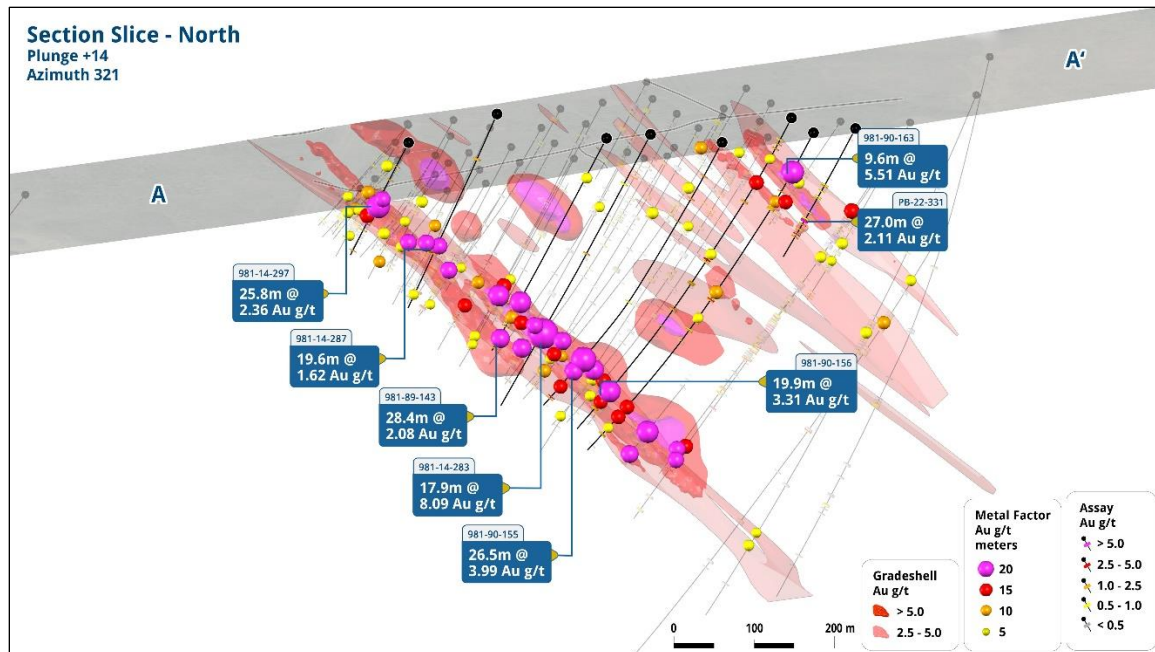 Section Slice - North
Plunge +14
Azimuth 321
A
A'
981-90-163
9.6m @
5.51 Au g/t
PB-22-331
27.0m @
2.11 Au g/t
981-14-297
25.8m @
2.36 Au g/t
981-14-287
19.6m @
1.62 Au g/t
981-90-156
19.9m @
3.31 Au g/t
981-89-143
28.4m @
2.08 Au g/t
981-14-283
17.9m @
8.09 Au g/t
981-90-155
26.5m @
3.99 Au g/t
Gradeshell
Au g/t
> 5.0
2.5 - 5.0
Metal Factor
Au g/t
meters
20
15
10
5
Assay
Au g/t
> 5.0
2.5 - 5.0
1.0 - 2.5
0.5 - 1.0
< 0.5
0 100 200 m